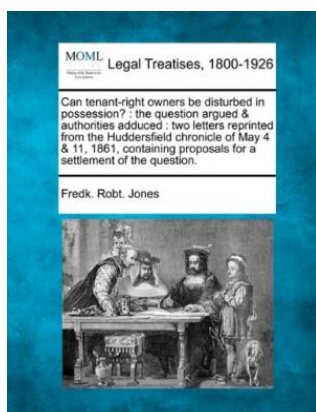 MOML Legal Treatises, 1800-1926
Can tenant-right owners be disturbed in
possession? : the question argued &
authorities adduced : two letters reprinted
from the Huddersfield chronicle of May 4
& 11, 1861, containing proposals for a
settlement of the question.
Fredk. Robt. Jones